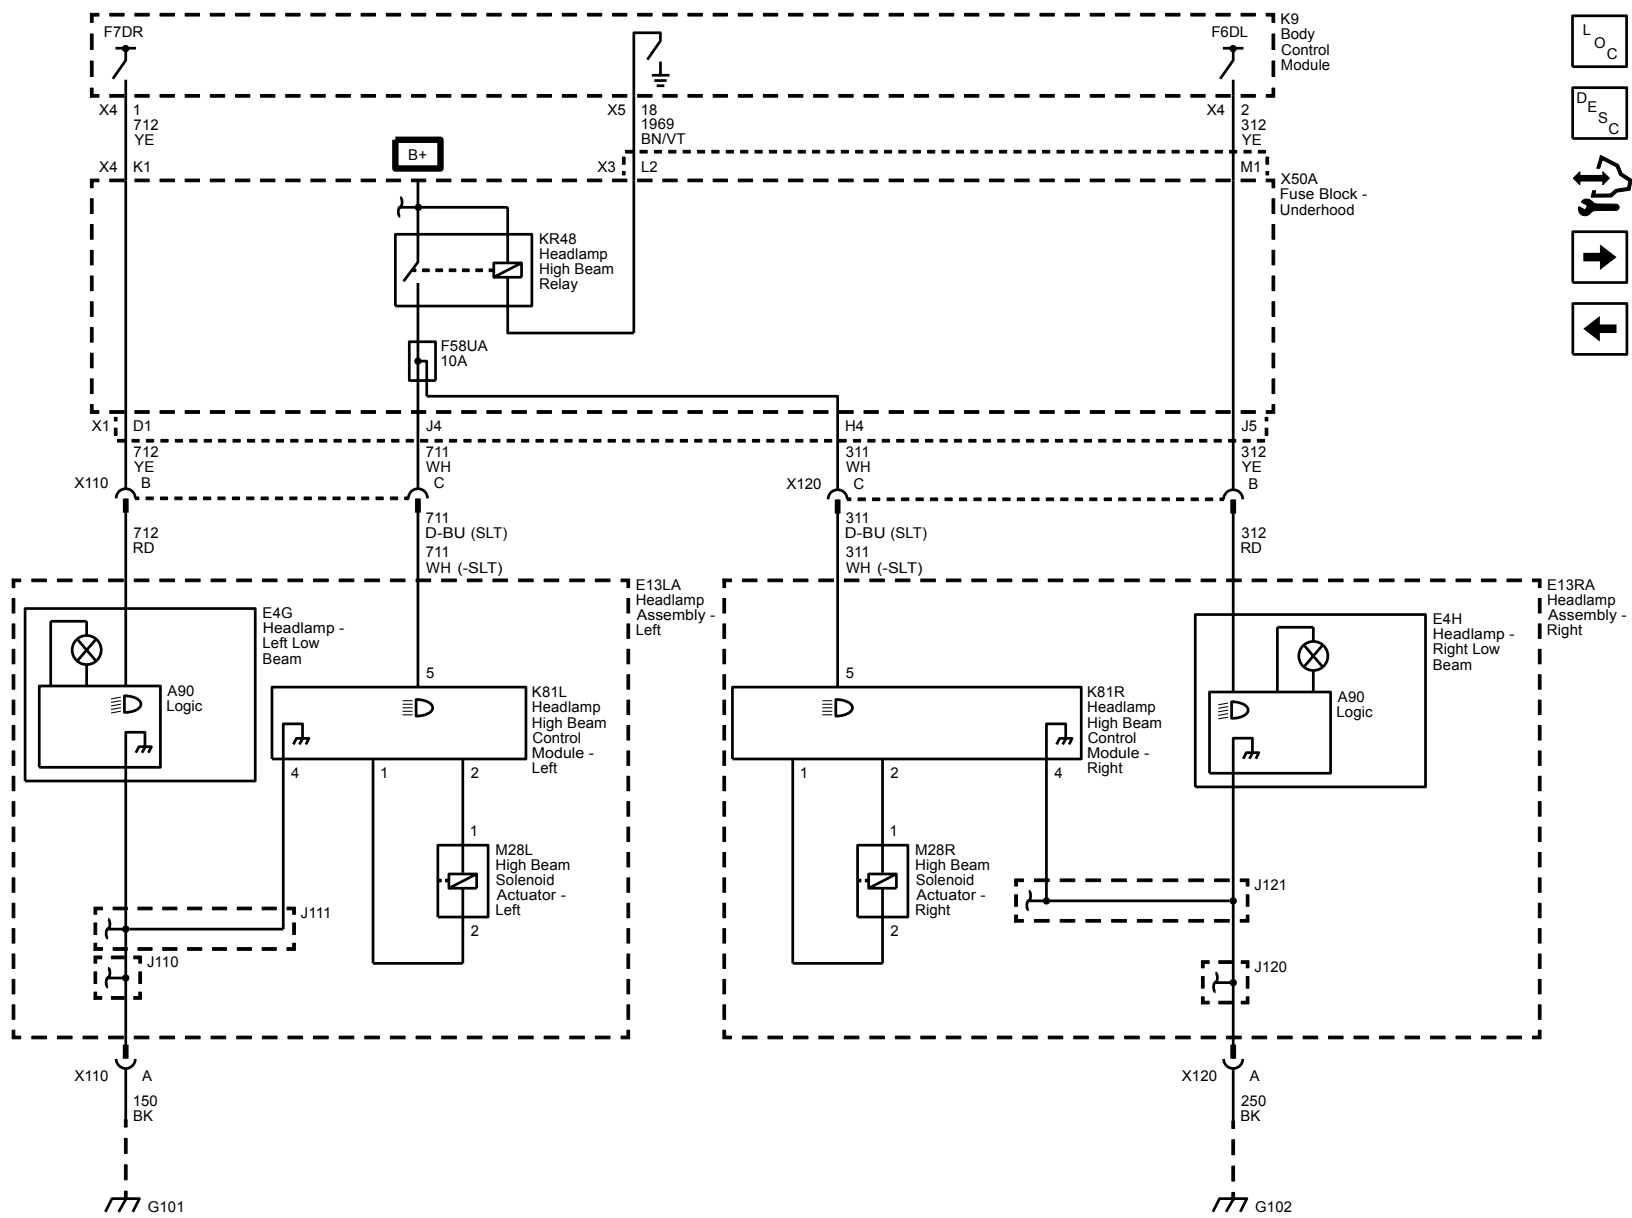 F7DR
F6DL
K9
Body
Control
Module
L
O
C
D
E
S
C
X4 1
712
YE
X5 18
1969
BN/VT
X4 2
312
YE
B+
X4 K1
X3 L2
M1
X50A
Fuse Block -
Underhood
KR48
Headlamp
High Beam
Relay
F58UA
10A
X1 D1
J4
H4
J5
712
YE
711
WH
311
WH
312
YE
X110 B
C
X120 C
B
712
RD
711
D-BU (SLT)
711
WH (-SLT)
311
D-BU (SLT)
311
WH (-SLT)
312
RD
E13LA
Headlamp
Assembly -
Left
E13RA
Headlamp
Assembly -
Right
E4G
Headlamp -
Left Low
Beam
E4H
Headlamp -
Right Low
Beam
A90
Logic
5
K81L
Headlamp
High Beam
Control
Module -
Left
5
K81R
Headlamp
High Beam
Control
Module -
Right
A90
Logic
4
1
2
1
2
4
1
M28L
High Beam
Solenoid
Actuator -
Left
2
1
M28R
High Beam
Solenoid
Actuator -
Right
2
J111
J110
J121
J120
X110 A
150
BK
X120 A
250
BK
G101
G102